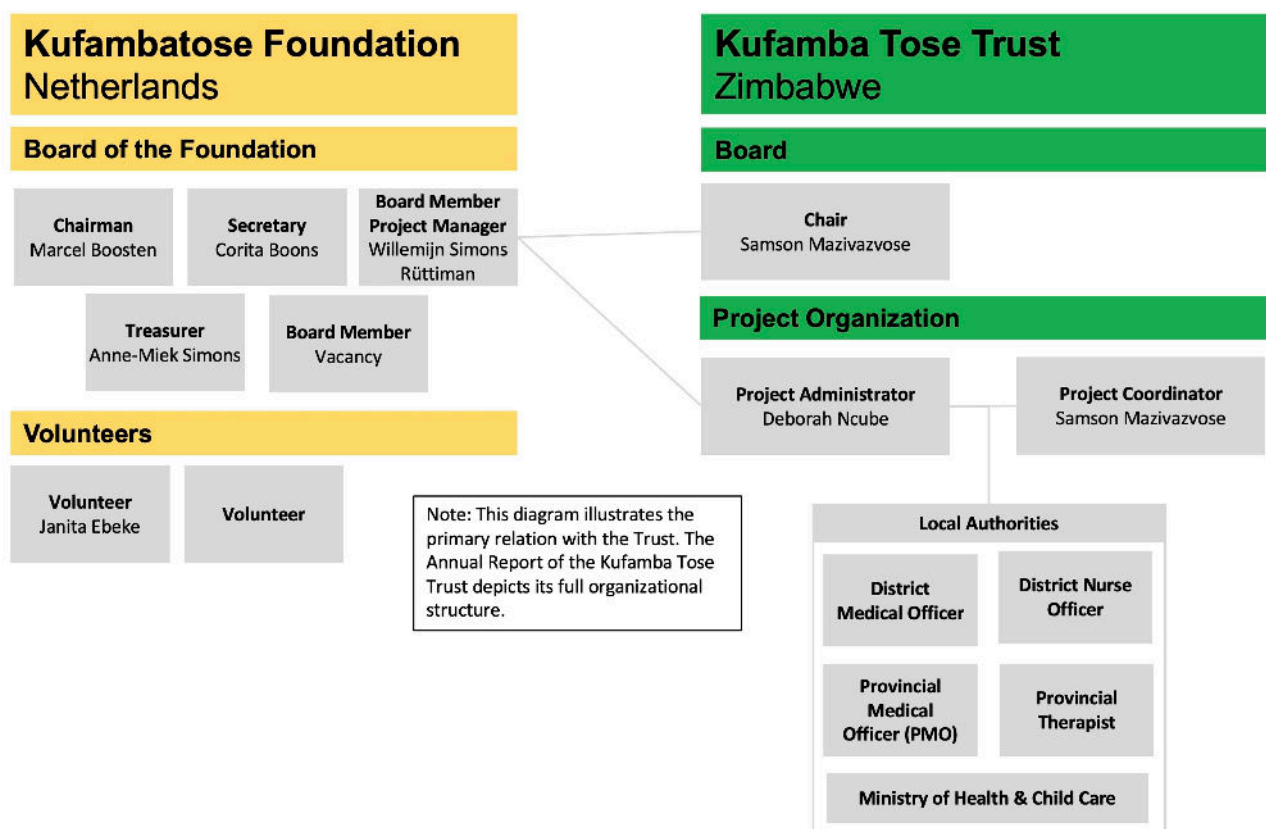 Kufambatose Foundation
Netherlands
Board of the Foundation
Chairman
Marcel Boosten
Secretary
Corita Boons
Board Member
Project Manager
Willemijn Simons
Rüttiman
Treasurer
Anne-Miek Simons
Board Member
Vacancy
Volunteers
Volunteer
Janita Ebeke
Volunteer
Note: This diagram illustrates the
primary relation with the Trust. The
Annual Report of the Kufamba Tose
Trust depicts its full organizational
structure.
Kufamba Tose Trust
Zimbabwe
Board
Chair
Samson Mazivazvose
Project Organization
Project Administrator
Deborah Ncube
Project Coordinator
Samson Mazivazvose
Local Authorities
District
Medical Officer
District Nurse
Officer
Provincial
Medical
Officer (PMO)
Provincial
Therapist
Ministry of Health & Child Care